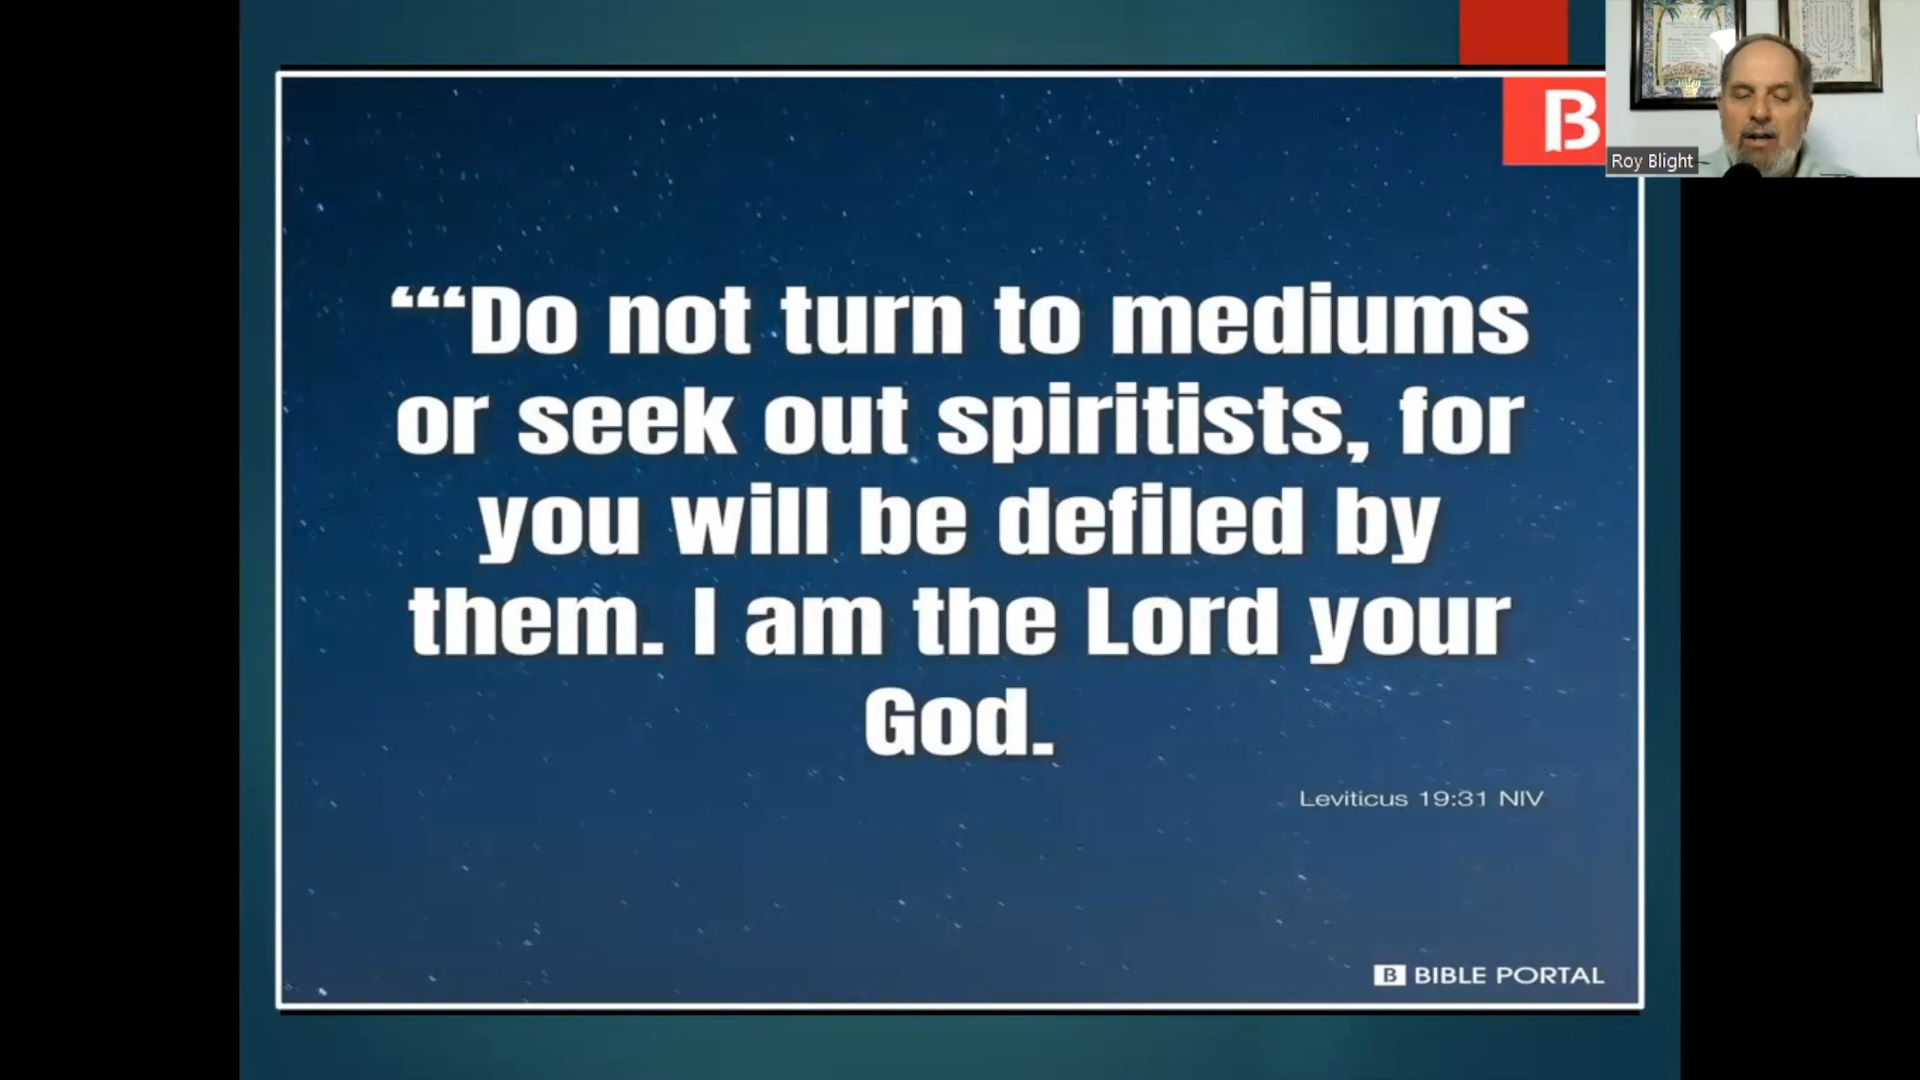 B
Roy Blight
“‘“Do not turn to mediums
or seek out spiritists, for
you will be defiled by
them. I am the Lord your
God.
Leviticus 19:31 NIV
B BIBLE PORTAL